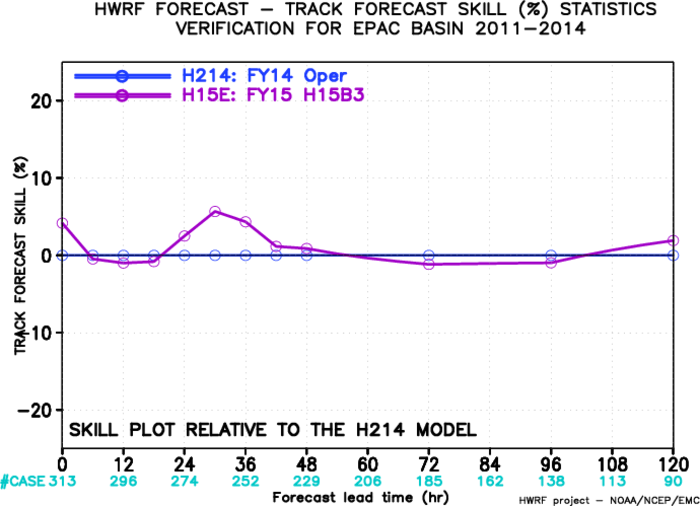 HWRF FORECAST – TRACK FORECAST SKILL (%) STATISTICS
VERIFICATION FOR EPAC BASIN 2011–2014
H214: FY14 Oper
H15E: FY15 H15B3
TRACK FORECAST SKILL (%)
20
10
0
–10
–20
SKILL PLOT RELATIVE TO THE H214 MODEL
0 12 24 36 48 60 72 84 96 108 120
#CASE 313 296 274 252 229 206 185 162 138 113 90
Forecast lead time (hr)
HWRF project – NOAA/NCEP/EMC